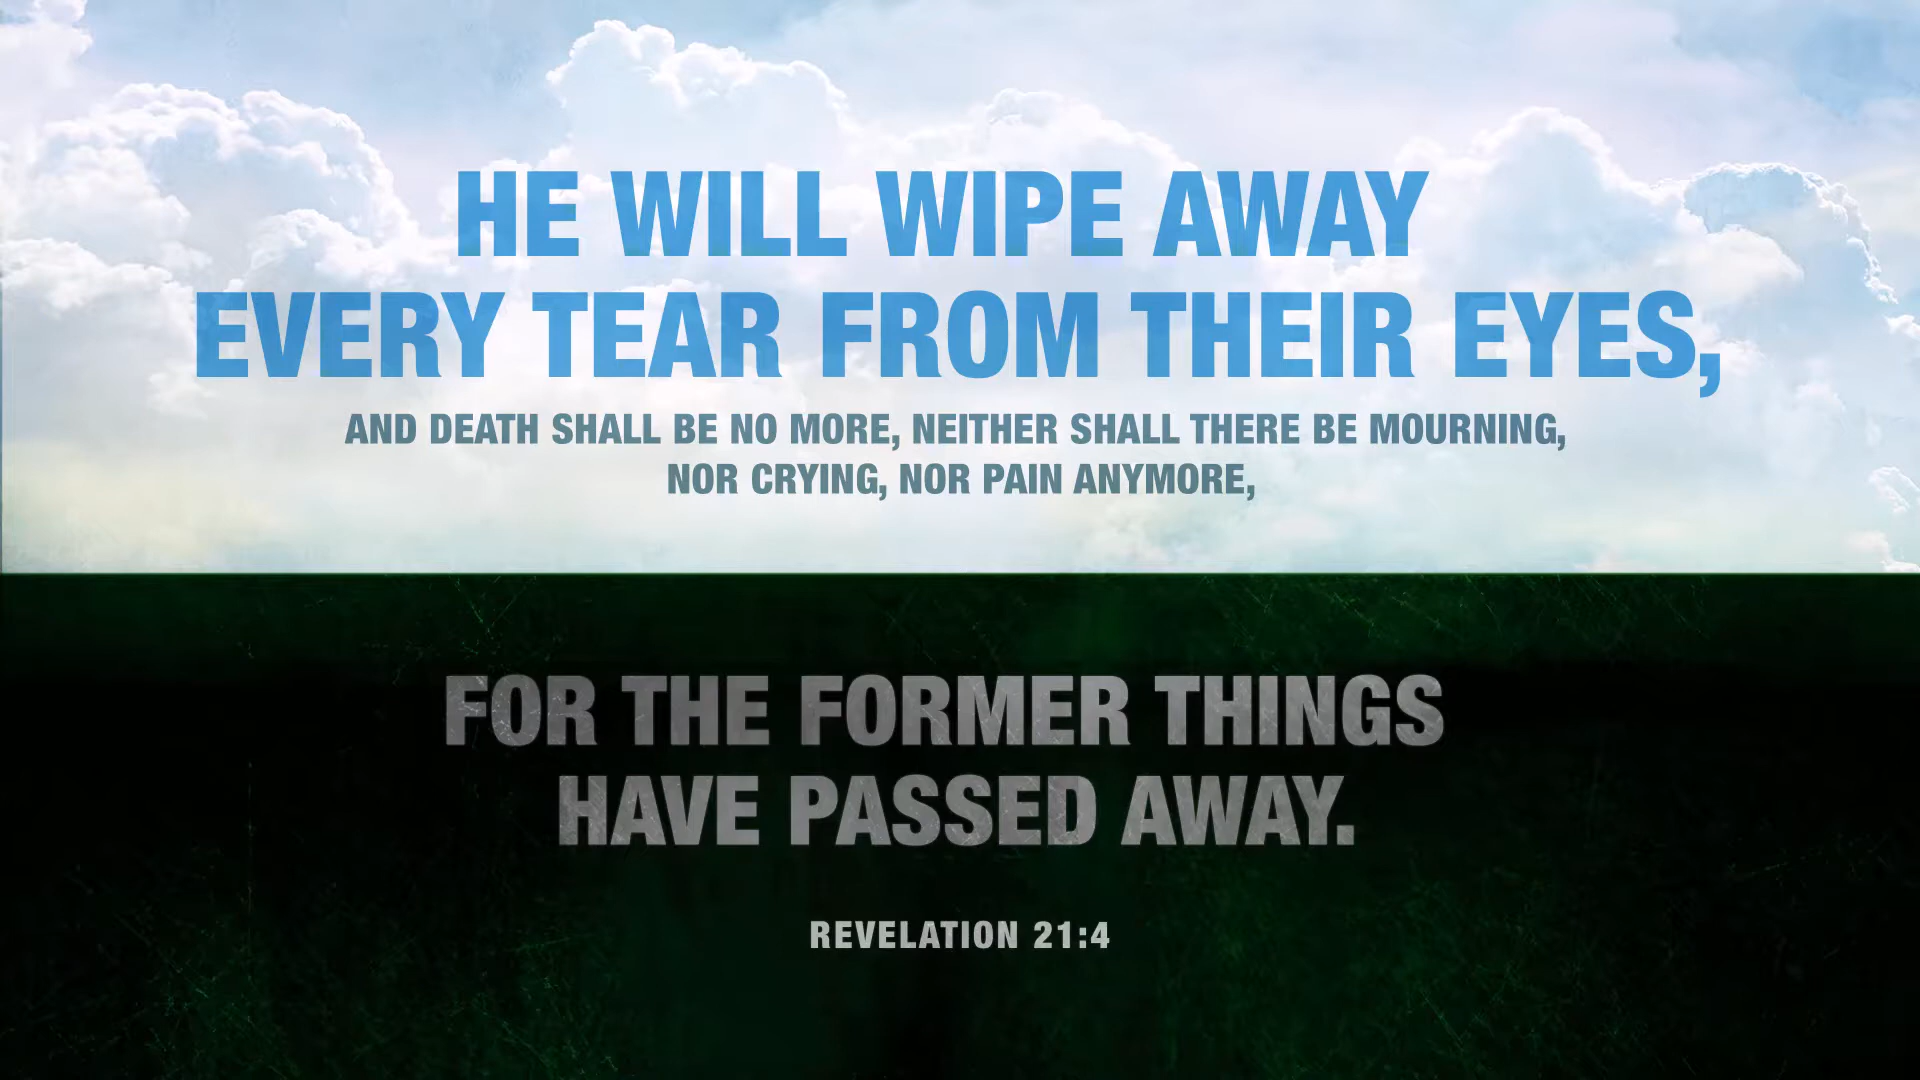 HE WILL WIPE AWAY
EVERY TEAR FROM THEIR EYES,
AND DEATH SHALL BE NO MORE, NEITHER SHALL THERE BE MOURNING,
NOR CRYING, NOR PAIN ANYMORE,
FOR THE FORMER THINGS
HAVE PASSED AWAY.
REVELATION 21:4